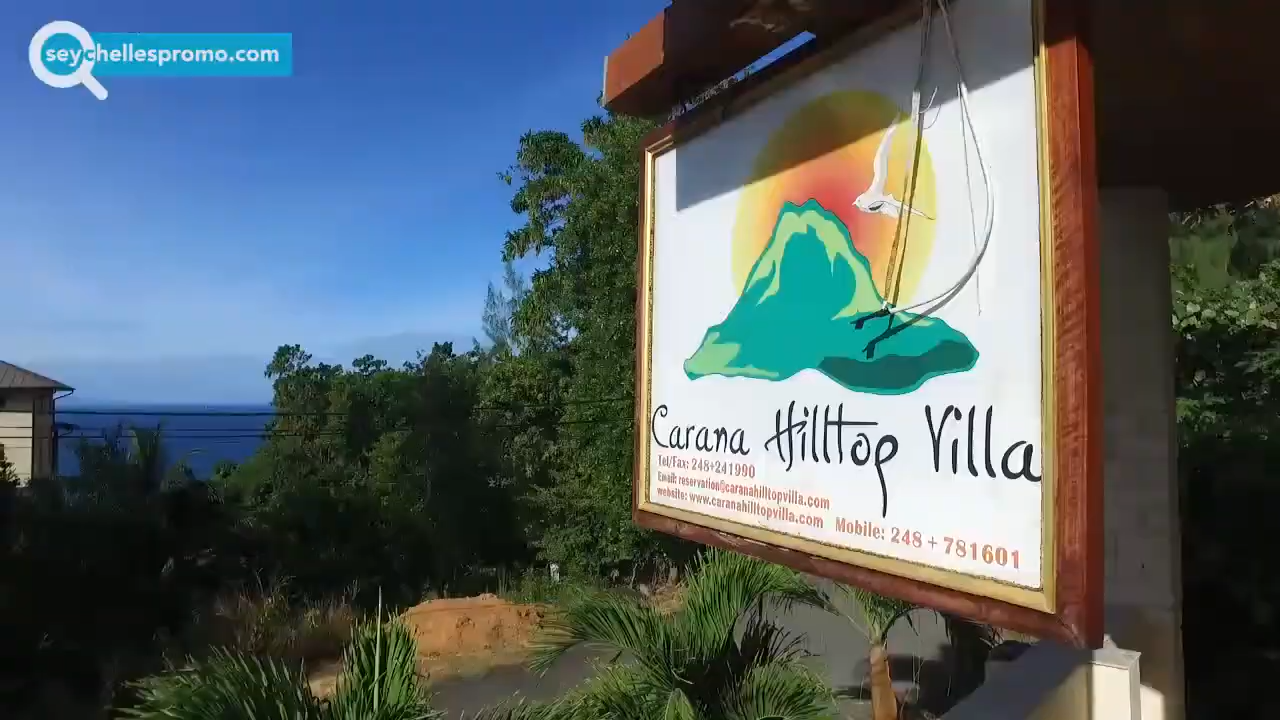 seychellespromo.com
Carana Hilltop Villa
Tel/Fax: 248+241990
Email: reservation@caranahilltopvilla.com
website: www.caranahilltopvilla.com Mobile: 248 + 781601